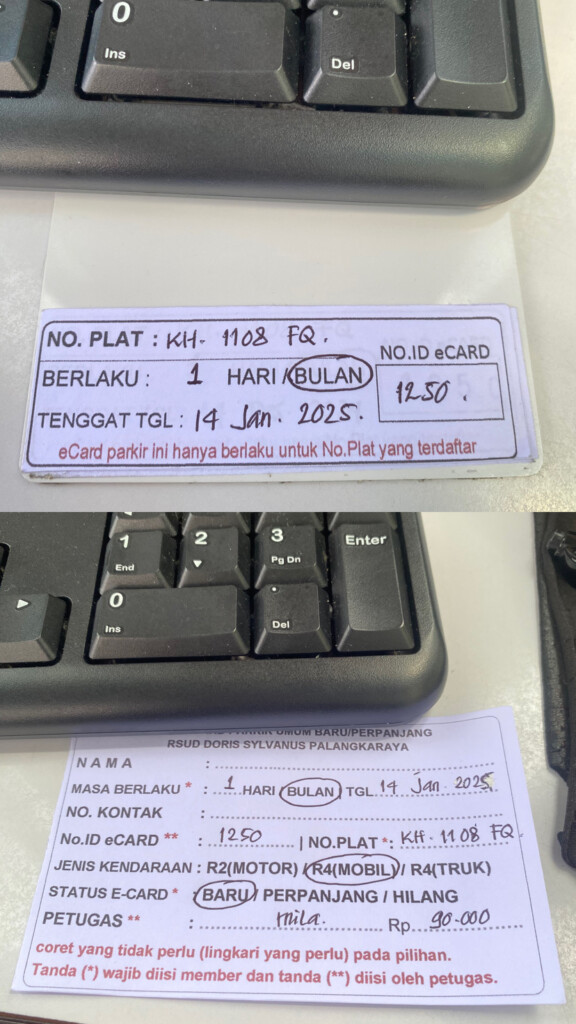 0
Ins
Del
NO. PLAT : KH- 1108 FQ.
BERLAKU : 1 HARI / BULAN
NO.ID eCARD
1250.
TENGGAT TGL : 14 Jan. 2025.
eCard parkir ini hanya berlaku untuk No.Plat yang terdaftar
1 2 3 Enter
End Pg Dn
0
Ins Del
PARKIR UMUM BARU/PERPANJANG
RSUD DORIS SYLVANUS PALANGKARAYA
NAMA :
MASA BERLAKU * : 1 HARI / BULAN, TGL. 14 Jan. 2025.
NO. KONTAK :
No.ID eCARD ** : 1250 | NO.PLAT *: KH- 1108 FQ.
JENIS KENDARAAN : R2(MOTOR) / R4(MOBIL) / R4(TRUK)
STATUS E-CARD * : BARU / PERPANJANG / HILANG
PETUGAS ** : mila. Rp. 90.000
coret yang tidak perlu (lingkari yang perlu) pada pilihan.
Tanda (*) wajib diisi member dan tanda (**) diisi oleh petugas.